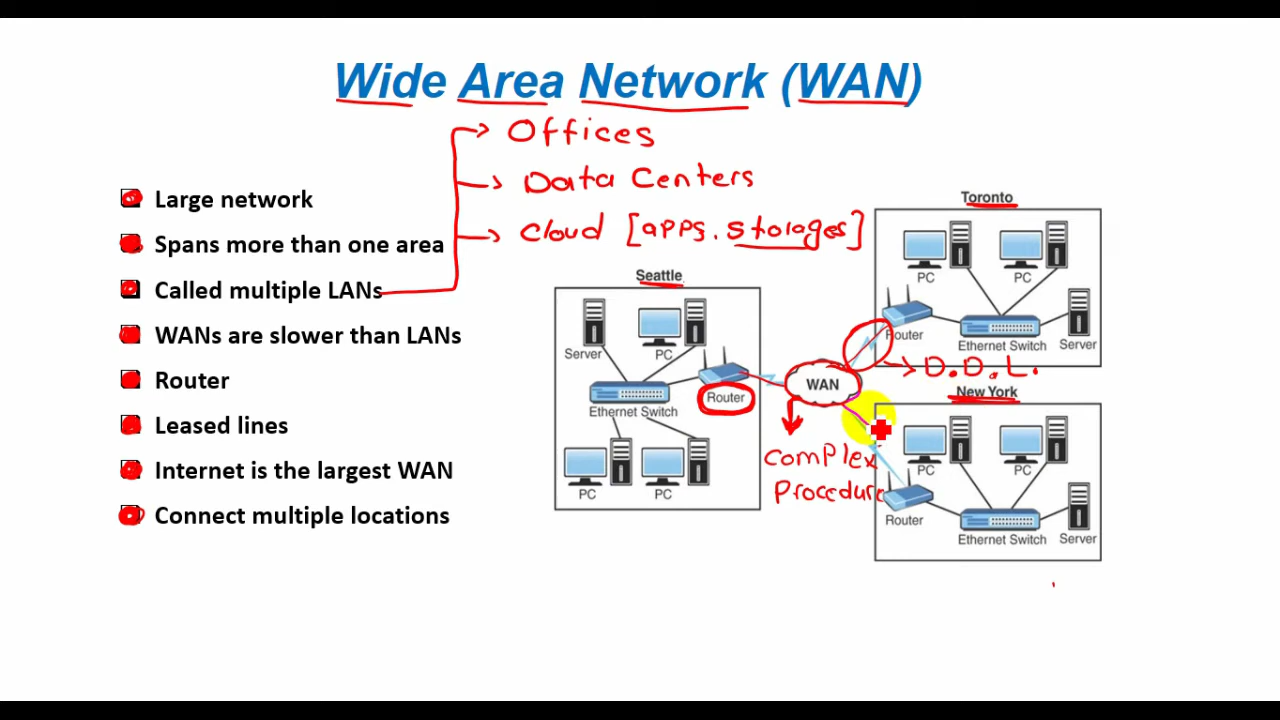 Wide Area Network (WAN)
Offices
Data Centers
Cloud [apps. storages]
Large network
Spans more than one area
Called multiple LANs
WANs are slower than LANs
Router
Leased lines
Internet is the largest WAN
Connect multiple locations
Seattle
Server
PC
Router
Ethernet Switch
PC
PC
WAN
Complex
Procedure
Toronto
PC
PC
Router
Ethernet Switch
Server
D.D.L.
New York
PC
PC
Router
Ethernet Switch
Server